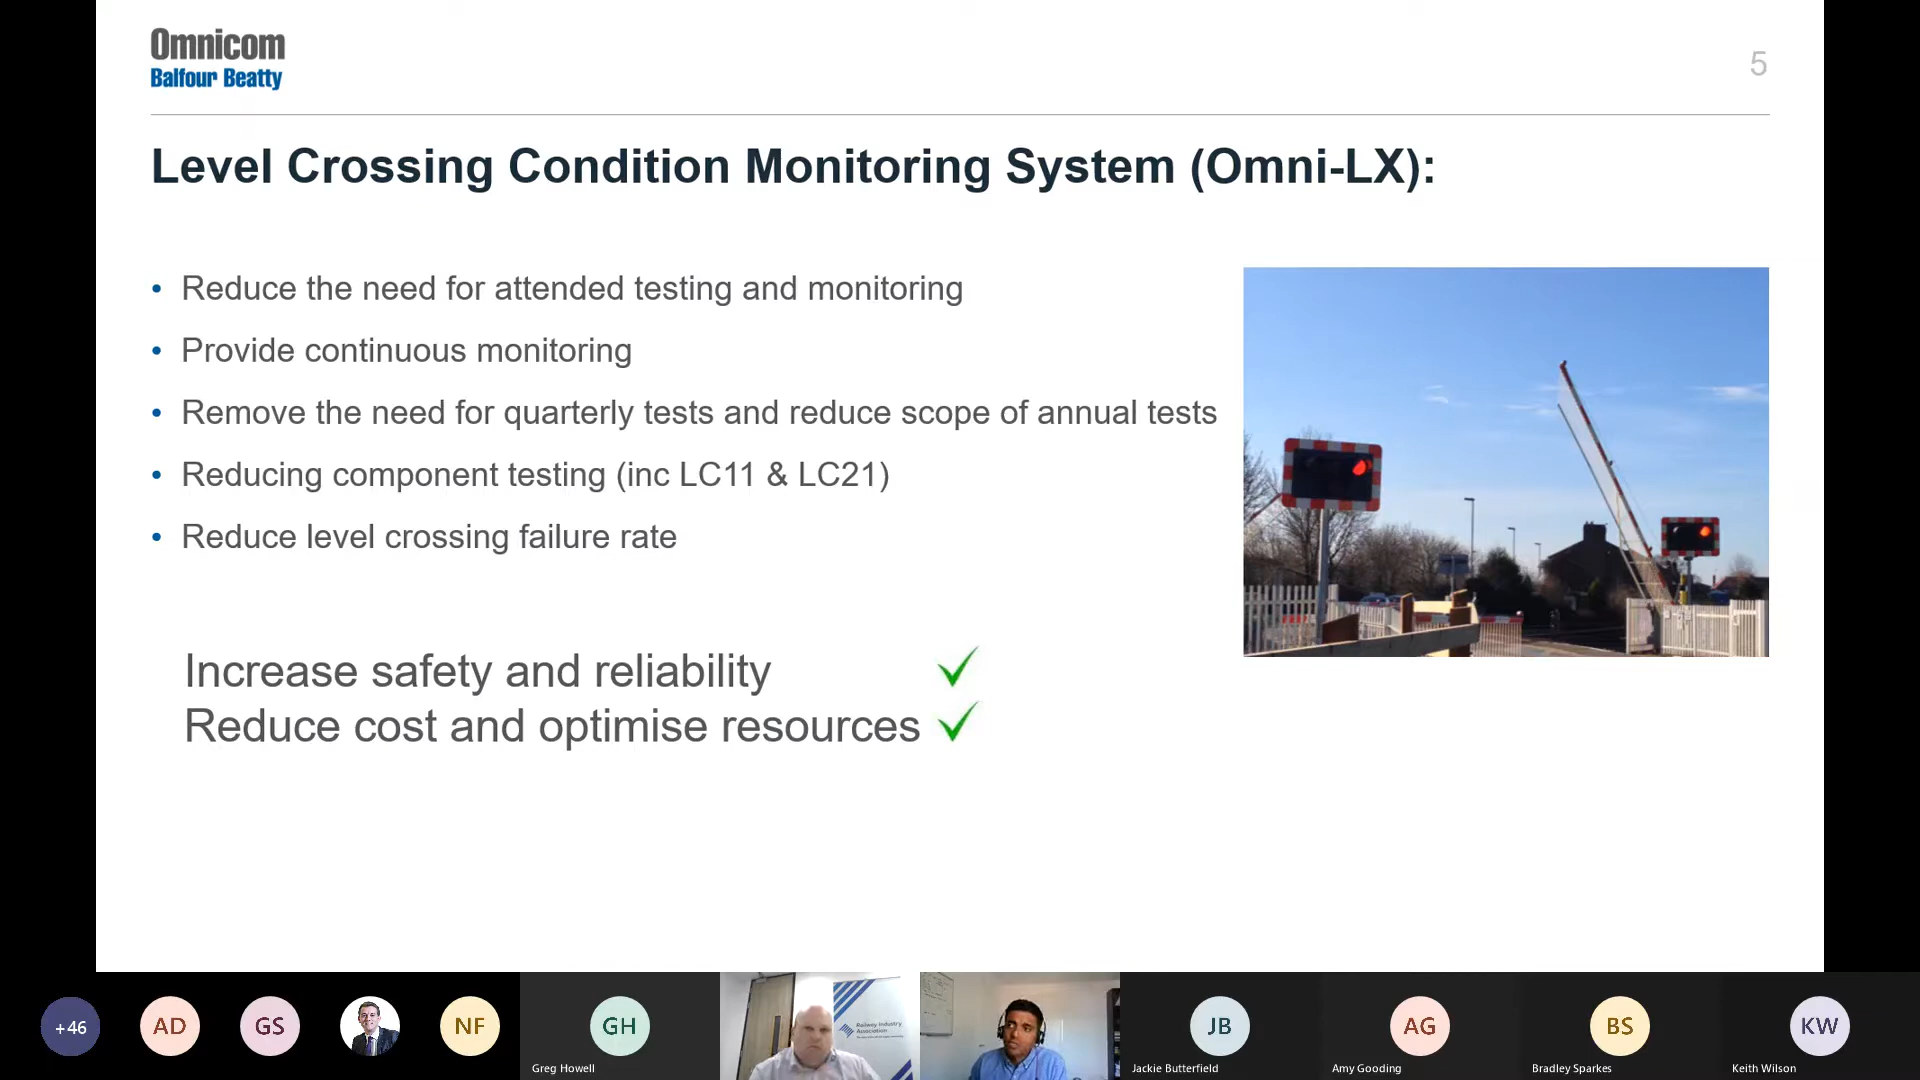 Omnicom
Balfour Beatty
5
Level Crossing Condition Monitoring System (Omni-LX):
• Reduce the need for attended testing and monitoring
• Provide continuous monitoring
• Remove the need for quarterly tests and reduce scope of annual tests
• Reducing component testing (inc LC11 & LC21)
• Reduce level crossing failure rate
Increase safety and reliability
Reduce cost and optimise resources
+46
AD
GS
NF
GH
Greg Howell
Railway Industry
Association
JB
Jackie Butterfield
AG
Amy Gooding
BS
Bradley Sparkes
KW
Keith Wilson